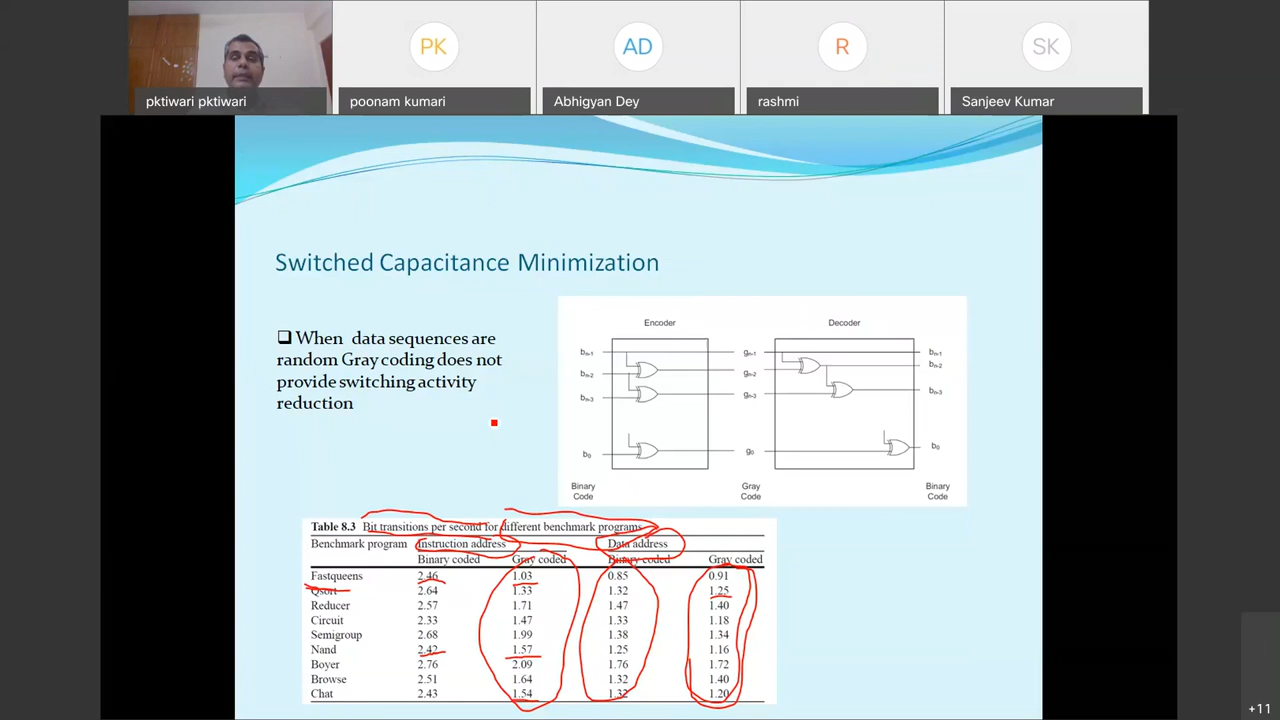 PK
AD
R
SK
pktiwari pktiwari
poonam kumari
Abhigyan Dey
rashmi
Sanjeev Kumar
Switched Capacitance Minimization
When data sequences are
random Gray coding does not
provide switching activity
reduction
Encoder Decoder
bn-1 gn-1 bn-1
bn-2 gn-2 bn-2
bn-3 gn-3 bn-3
b0 g0 b0
Binary Code
Gray Code
Binary Code
Table 8.3 Bit transitions per second for different benchmark programs
Benchmark program Instruction address Data address
Binary coded Gray coded Binary coded Gray coded
Fastqueens 2.46 1.03 0.85 0.91
Qsort 2.64 1.33 1.32 1.25
Reducer 2.57 1.71 1.47 1.40
Circuit 2.33 1.47 1.33 1.18
Semigroup 2.68 1.99 1.38 1.34
Nand 2.42 1.57 1.25 1.16
Boyer 2.76 2.09 1.76 1.72
Browse 2.51 1.64 1.32 1.40
Chat 2.43 1.54 1.32 1.20
+11